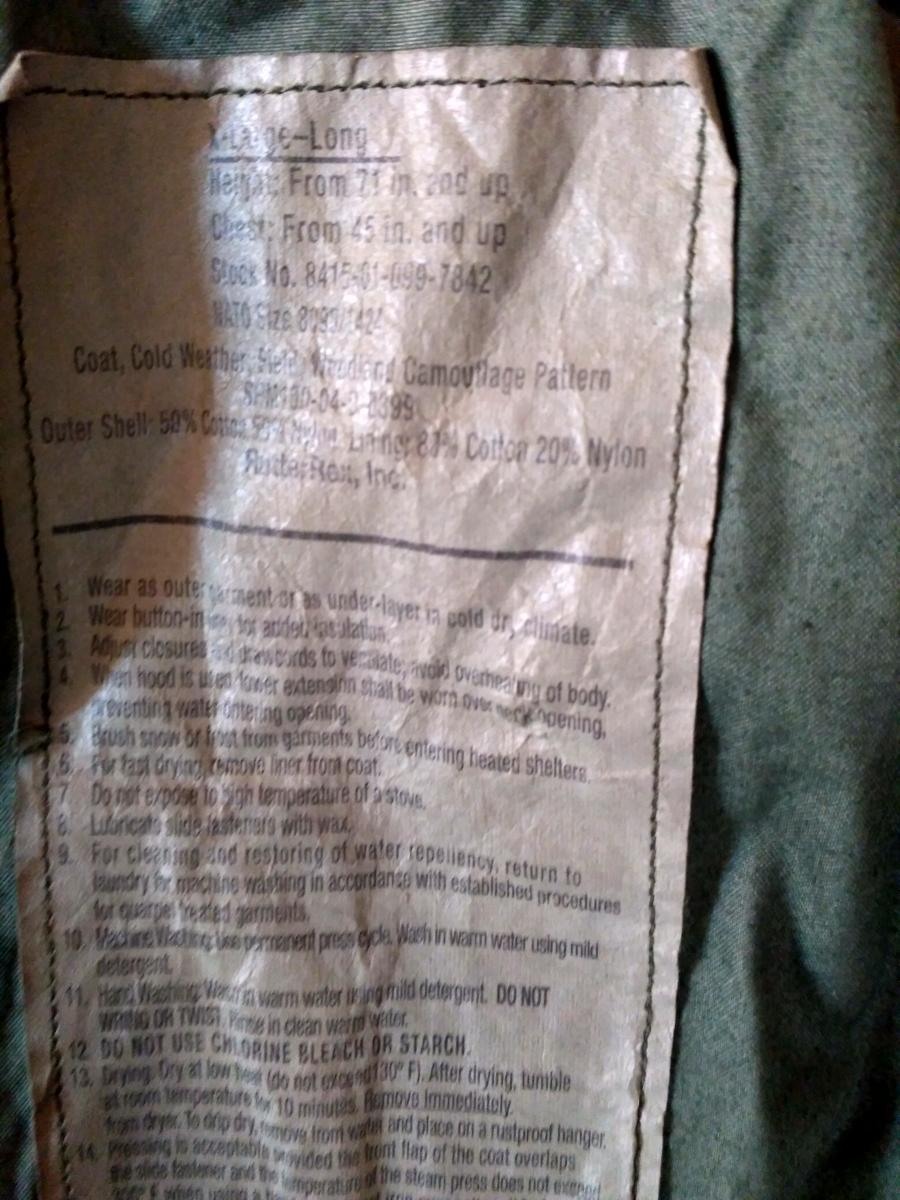 X-Large-Long
Height: From 71 in. and up
Chest: From 45 in. and up
Stock No. 8415-01-099-7842
NATO Size
Coat, Cold Weather, Field, Woodland Camouflage Pattern
Outer Shell: 50% Cotton 50% Nylon Lining: 80% Cotton 20% Nylon
Inc.
1. Wear as outer garment or as under-layer in cold dry climate.
2. Wear button-in liner for added insulation.
3. Adjust closures and drawcords to ventilate; avoid overheating of body.
4. When hood is used lower extension shall be worn over neck opening,
preventing water entering opening.
5. Brush snow or frost from garments before entering heated shelters.
6. For fast drying, remove liner front coat.
7. Do not expose to high temperature of a stove.
8. Lubricate slide fasteners with wax.
9. For cleaning and restoring of water repellency, return to
laundry for machine washing in accordance with established procedures
for quarpel treated garments.
10. Machine Washing: Use permanent press cycle. Wash in warm water using mild
detergent.
11. Hand Washing: Wash in warm water using mild detergent. DO NOT
WRING OR TWIST. Rinse in clean warm water.
12. DO NOT USE CHLORINE BLEACH OR STARCH.
13. Drying: Dry at low heat (do not exceed 130° F). After drying, tumble
at room temperature for 10 minutes. Remove immediately
from dryer. To drip dry, remove from water and place on a rustproof hanger.
14. Pressing is acceptable provided the front flap of the coat overlaps
the slide fastener and the temperature of the steam press does not exceed
F when using a